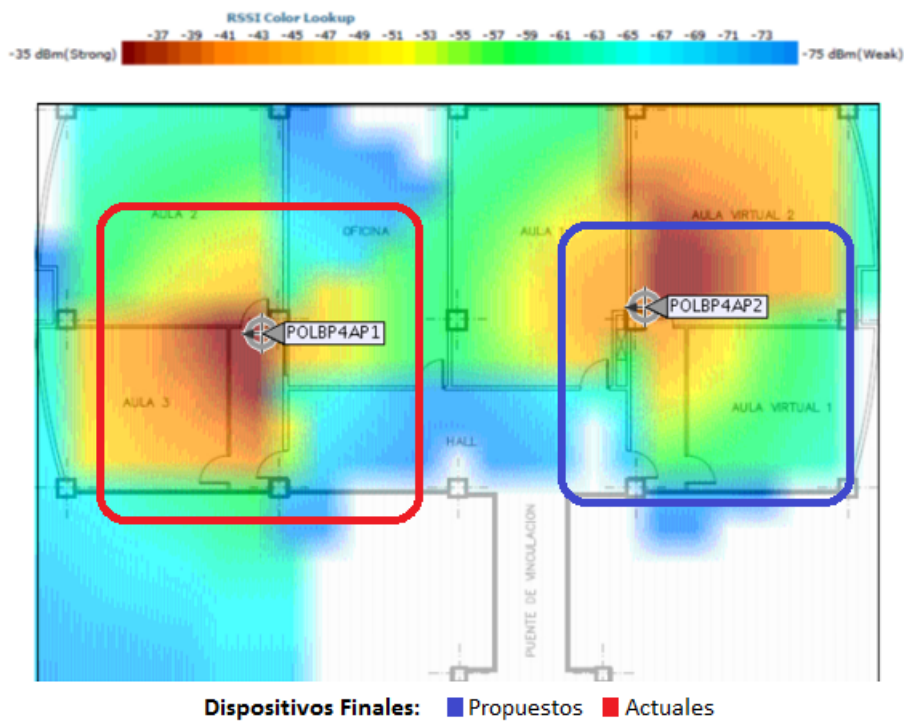 RSSI Color Lookup
-35 dBm(Strong) -37 -39 -41 -43 -45 -47 -49 -51 -53 -55 -57 -59 -61 -63 -65 -67 -69 -71 -73 -75 dBm(Weak)
AULA 2
OFICINA
AULA
AULA VIRTUAL 2
POLBP4AP1
POLBP4AP2
AULA 3
AULA VIRTUAL 1
HALL
PUENTE DE VINCULACION
Dispositivos Finales: Propuestos Actuales